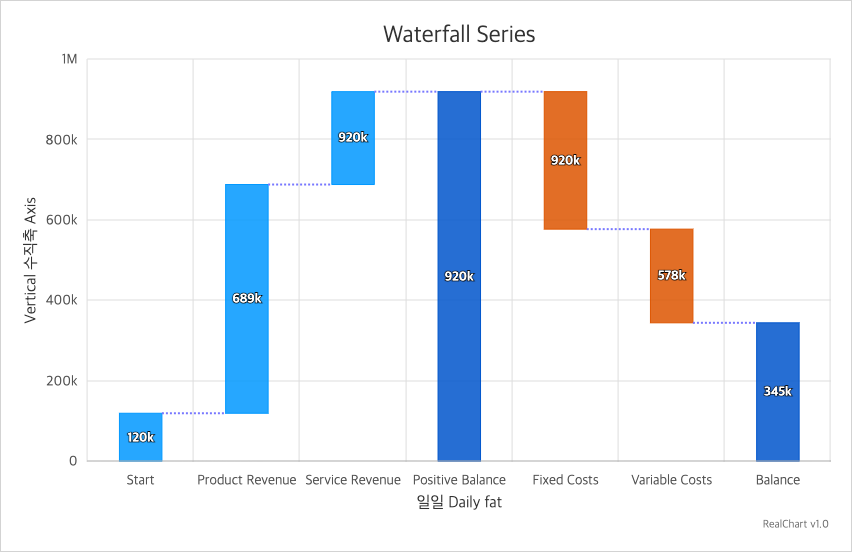 Waterfall Series
Vertical 수직축 Axis
1M
800k
600k
400k
200k
0
120k
689k
920k
920k
920k
578k
345k
Start
Product Revenue
Service Revenue
Positive Balance
Fixed Costs
Variable Costs
Balance
일일 Daily fat
RealChart v1.0